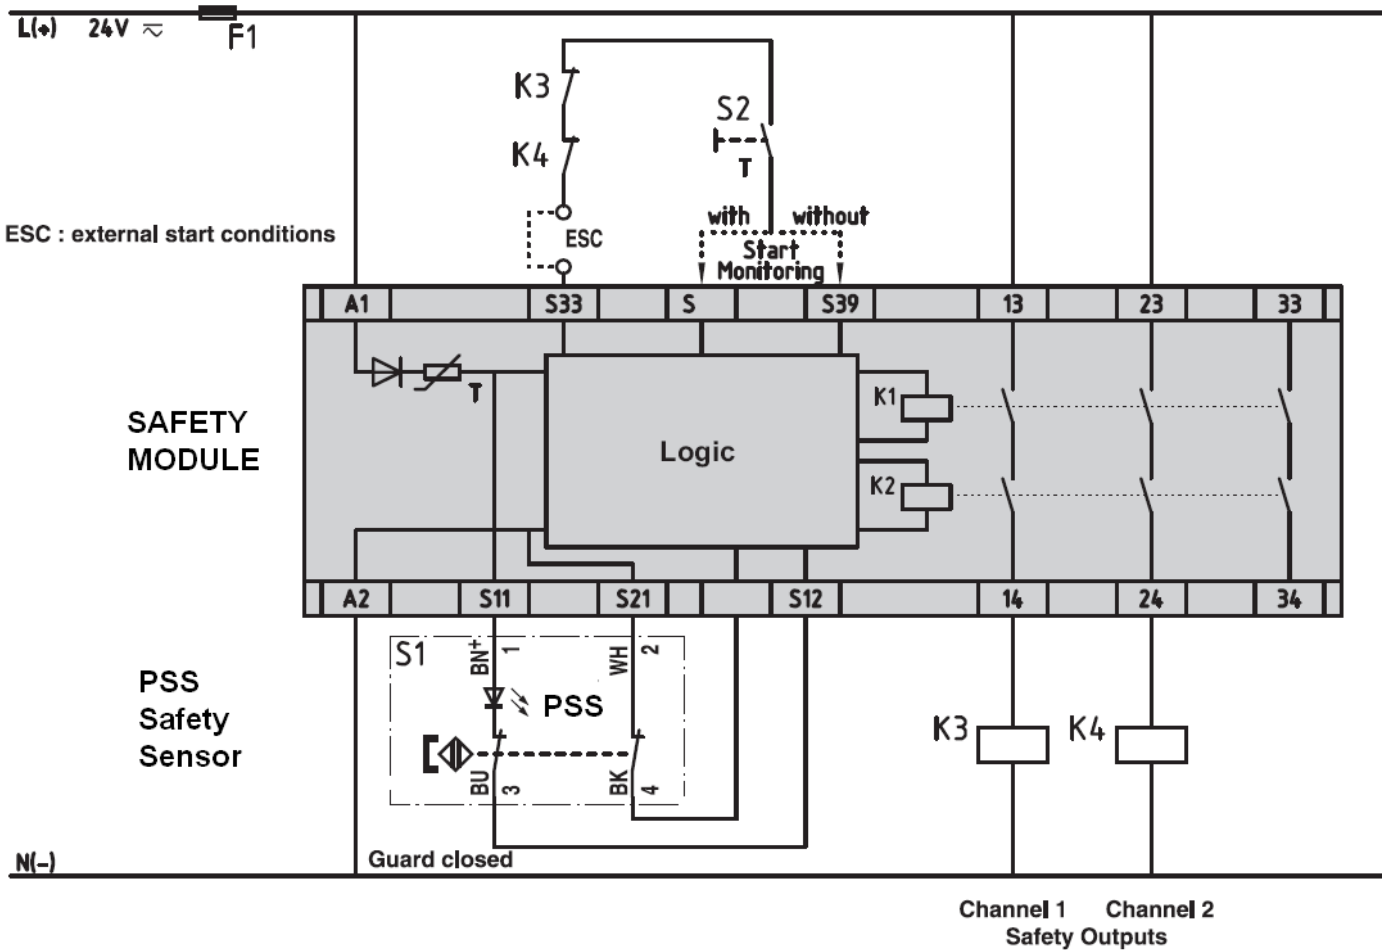 L(+) 24V ≂ F1
K3
S2
K4
T
with without
ESC : external start conditions
ESC
Start
Monitoring
A1 S33 S S39 13 23 33
T
K1
SAFETY
MODULE
Logic
K2
A2 S11 S21 S12 14 24 34
S1 BN+ 1 WH 2
PSS
Safety
Sensor
PSS
K3 K4
BU 3 BK 4
N(-)
Guard closed
Channel 1 Channel 2
Safety Outputs